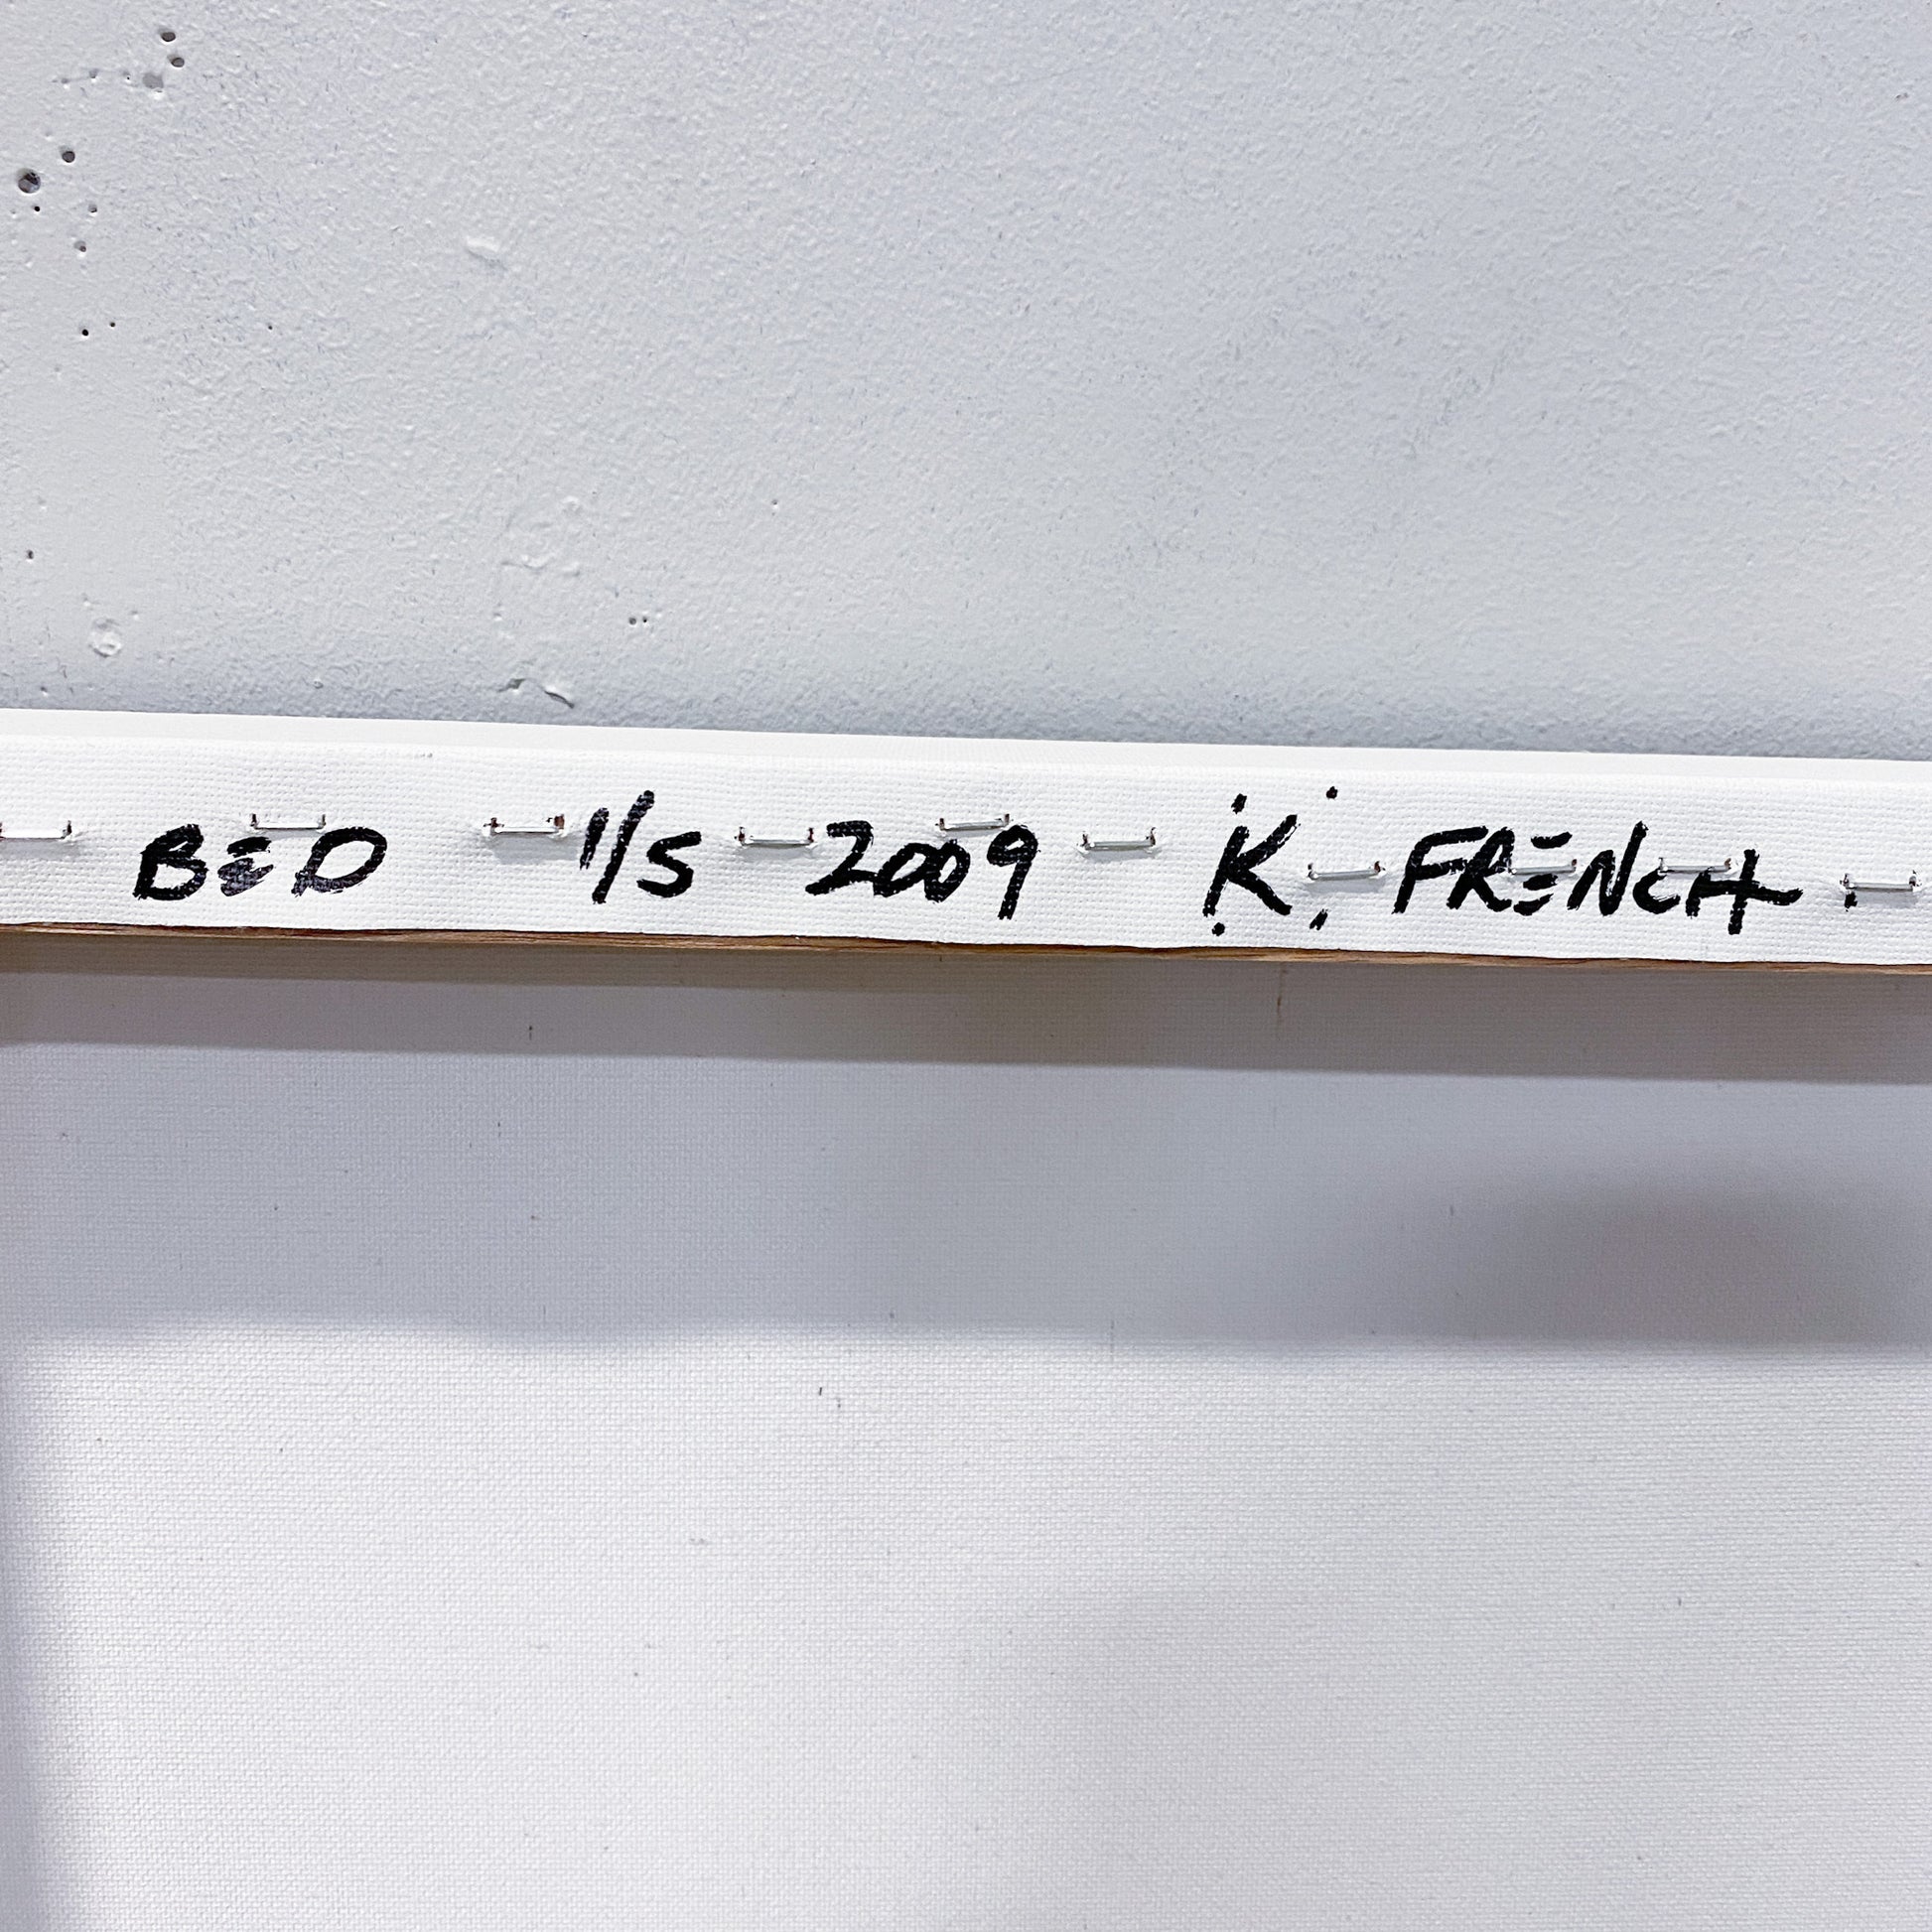 BED 1/5 2009 K. FRENCH.